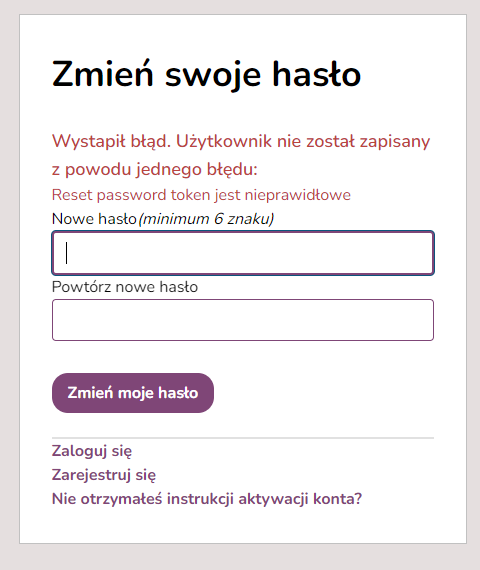 Zmień swoje hasło
Wystapił błąd. Użytkownik nie został zapisany
z powodu jednego błędu:
Reset password token jest nieprawidłowe
Nowe hasło(minimum 6 znaku)
Powtórz nowe hasło
Zmień moje hasło
Zaloguj się
Zarejestruj się
Nie otrzymałeś instrukcji aktywacji konta?